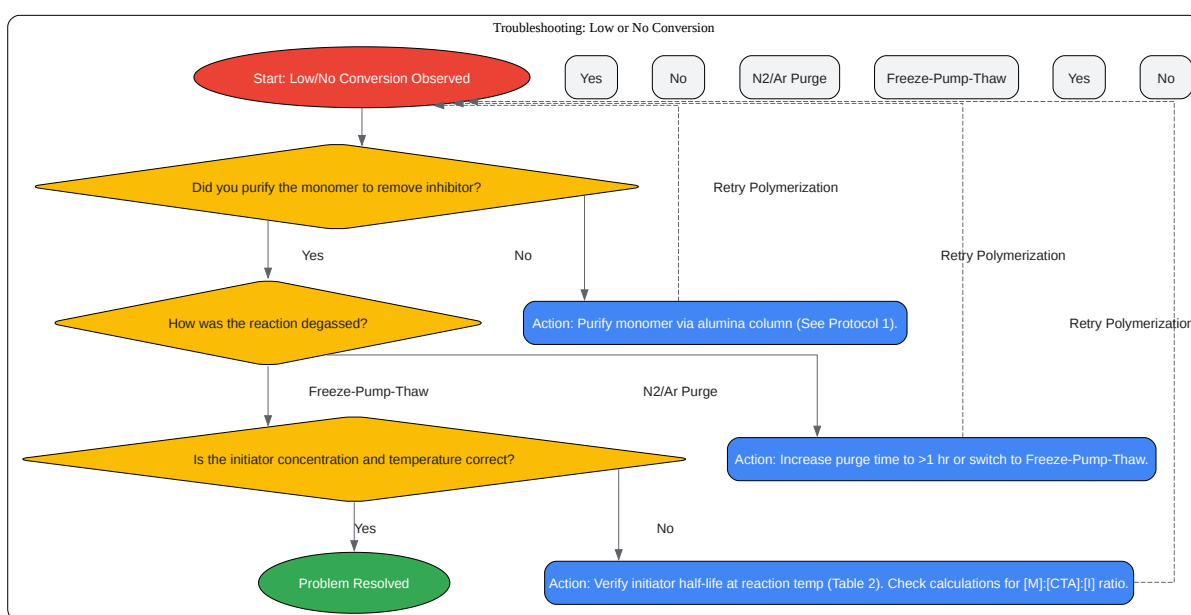 Troubleshooting: Low or No Conversion
Start: Low/No Conversion Observed
Yes
No
N2/Ar Purge
Freeze-Pump-Thaw
Yes
No
Did you purify the monomer to remove inhibitor?
Retry Polymerization
Yes
No
Retry Polymerization
How was the reaction degassed?
Action: Purify monomer via alumina column (See Protocol 1).
Retry Polymerization
Freeze-Pump-Thaw
N2/Ar Purge
Is the initiator concentration and temperature correct?
Action: Increase purge time to >1 hr or switch to Freeze-Pump-Thaw.
Yes
No
Problem Resolved
Action: Verify initiator half-life at reaction temp (Table 2). Check calculations for [M]:[CTA]:[I] ratio.